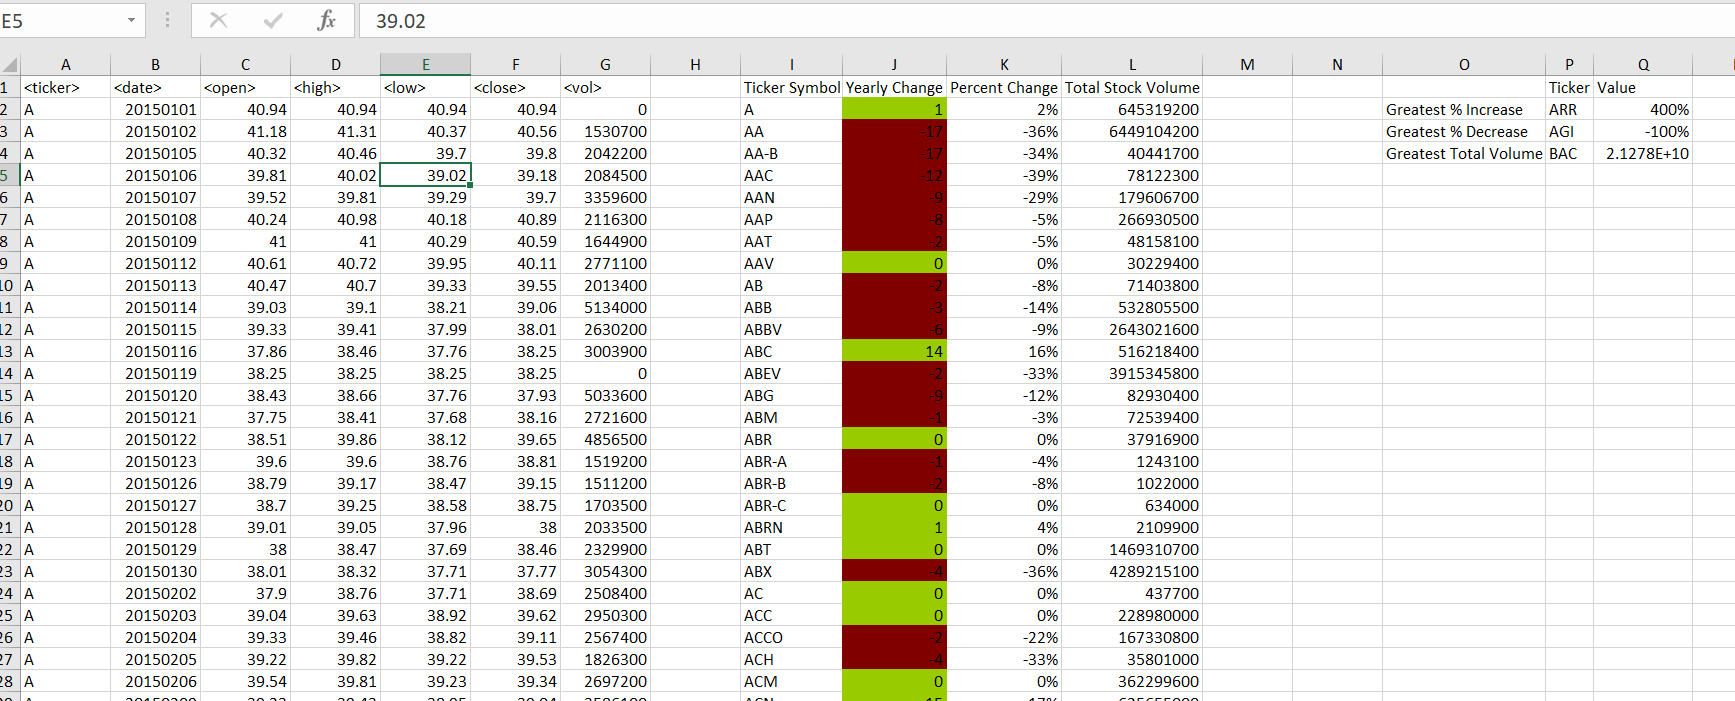 E5 fx 39.02
A B C D E F G H I J K L M N O P Q
1 <ticker> <date> <open> <high> <low> <close> <vol> Ticker Symbol Yearly Change Percent Change Total Stock Volume Ticker Value
2 A 20150101 40.94 40.94 40.94 40.94 0 A 1 2% 645319200 Greatest % Increase ARR 400%
3 A 20150102 41.18 41.31 40.37 40.56 1530700 AA -17 -36% 6449104200 Greatest % Decrease AGI -100%
4 A 20150105 40.32 40.46 39.7 39.8 2042200 AA-B -17 -34% 40441700 Greatest Total Volume BAC 2.1278E+10
5 A 20150106 39.81 40.02 39.02 39.18 2084500 AAC -12 -39% 78122300
6 A 20150107 39.52 39.81 39.29 39.7 3359600 AAN -9 -29% 179606700
7 A 20150108 40.24 40.98 40.18 40.89 2116300 AAP -8 -5% 266930500
8 A 20150109 41 41 40.29 40.59 1644900 AAT -2 -5% 48158100
9 A 20150112 40.61 40.72 39.95 40.11 2771100 AAV 0 0% 30229400
10 A 20150113 40.47 40.7 39.33 39.55 2013400 AB -2 -8% 71403800
11 A 20150114 39.03 39.1 38.21 39.06 5134000 ABB -3 -14% 532805500
12 A 20150115 39.33 39.41 37.99 38.01 2630200 ABBV -6 -9% 2643021600
13 A 20150116 37.86 38.46 37.76 38.25 3003900 ABC 14 16% 516218400
14 A 20150119 38.25 38.25 38.25 38.25 0 ABEV -2 -33% 3915345800
15 A 20150120 38.43 38.66 37.76 37.93 5033600 ABG -9 -12% 82930400
16 A 20150121 37.75 38.41 37.68 38.16 2721600 ABM -1 -3% 72539400
17 A 20150122 38.51 39.86 38.12 39.65 4856500 ABR 0 0% 37916900
18 A 20150123 39.6 39.6 38.76 38.81 1519200 ABR-A -1 -4% 1243100
19 A 20150126 38.79 39.17 38.47 39.15 1511200 ABR-B -2 -8% 1022000
20 A 20150127 38.7 39.25 38.58 38.75 1703500 ABR-C 0 0% 634000
21 A 20150128 39.01 39.05 37.96 38 2033500 ABRN 1 4% 2109900
22 A 20150129 38 38.47 37.69 38.46 2329900 ABT 0 0% 1469310700
23 A 20150130 38.01 38.32 37.71 37.77 3054300 ABX -4 -36% 4289215100
24 A 20150202 37.9 38.76 37.71 38.69 2508400 AC 0 0% 437700
25 A 20150203 39.04 39.63 38.92 39.62 2950300 ACC 0 0% 228980000
26 A 20150204 39.33 39.46 38.82 39.11 2567400 ACCO -2 -22% 167330800
27 A 20150205 39.22 39.82 39.22 39.53 1826300 ACH -4 -33% 35801000
28 A 20150206 39.54 39.81 39.23 39.34 2697200 ACM 0 0% 362299600